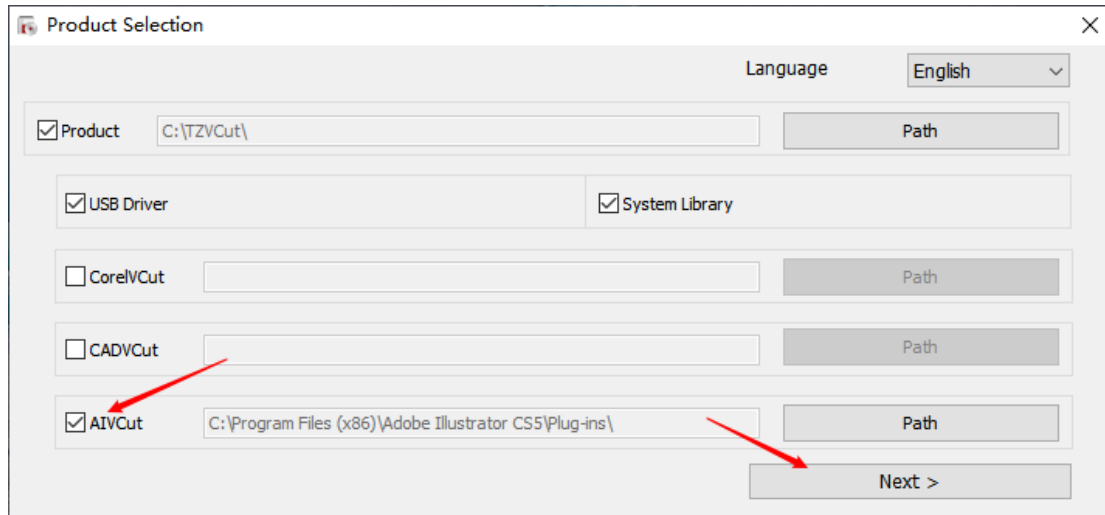 Product Selection
Language English
Product C:\TZVCut\ Path
USB Driver System Library
CorelVCut Path
CADVCut Path
AIVCut C:\Program Files (x86)\Adobe Illustrator CS5\Plug-ins\ Path
Next >